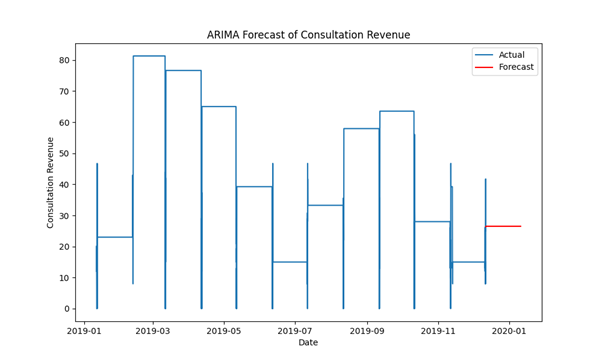 ARIMA Forecast of Consultation Revenue
Actual
Forecast
80
70
60
50
40
30
20
10
0
Consultation Revenue
2019-01 2019-03 2019-05 2019-07 2019-09 2019-11 2020-01
Date